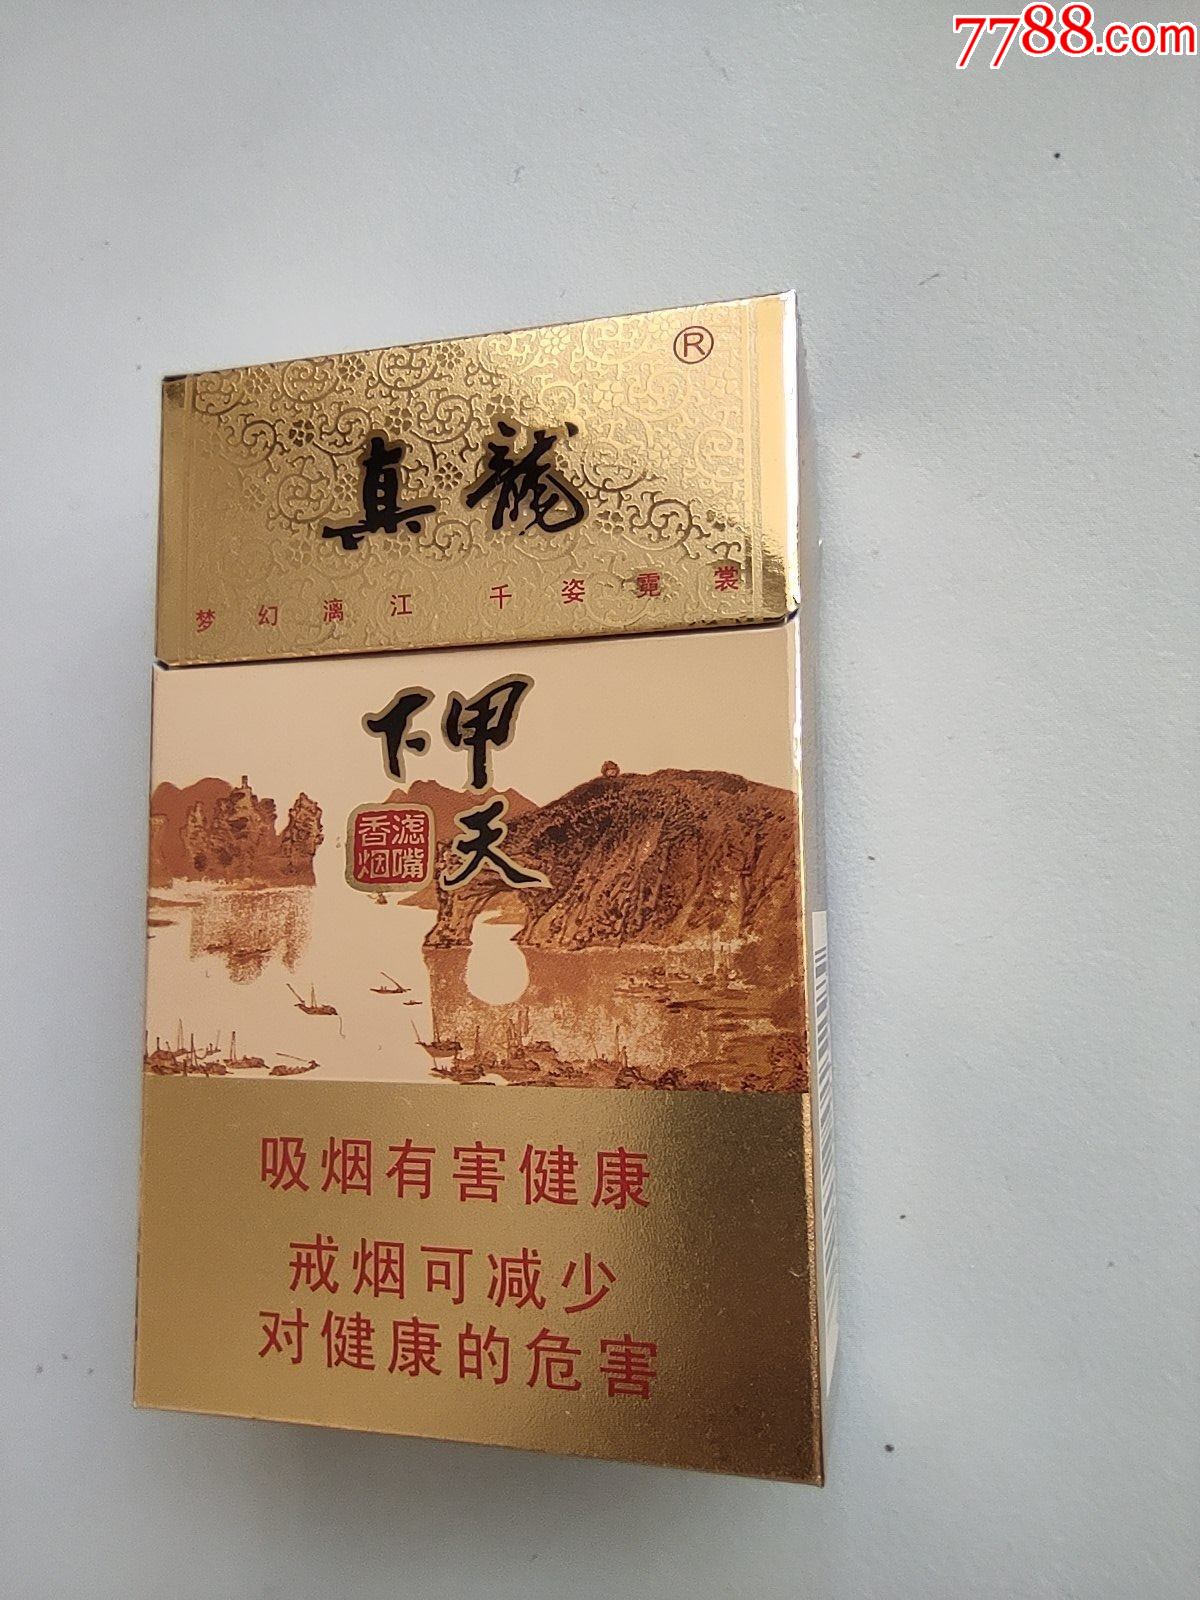 7788.com
®
真龍
梦幻漓江 千姿霓裳
甲天下
滤嘴香烟
吸烟有害健康
戒烟可减少
对健康的危害